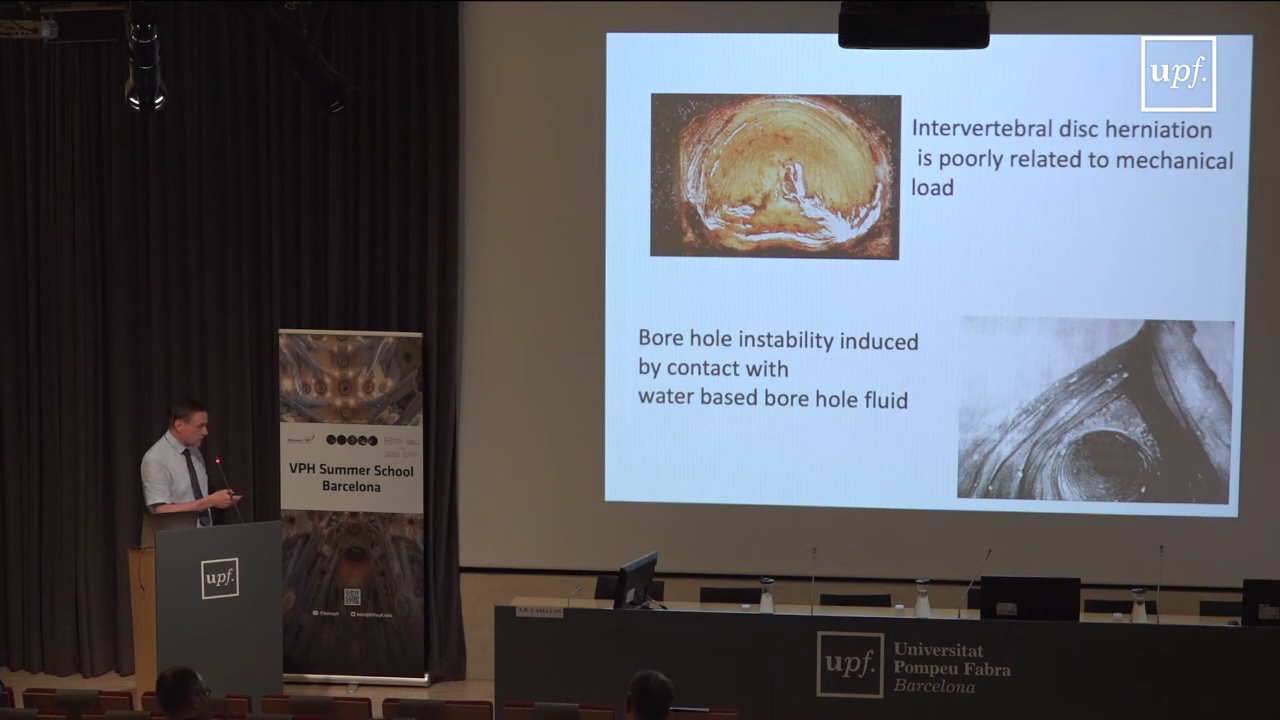 upf.
Intervertebral disc herniation
is poorly related to mechanical
load
Bore hole instability induced
by contact with
water based bore hole fluid
VPH Summer School
Barcelona
upf.
upf.
Universitat
Pompeu Fabra
Barcelona